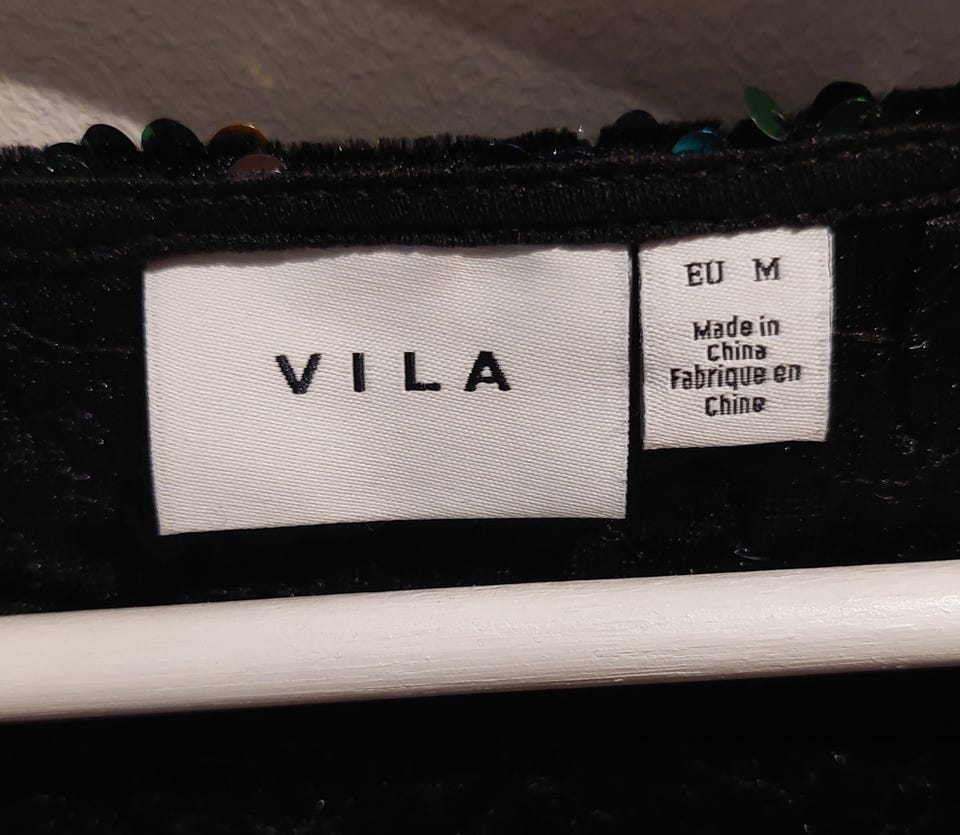 VILA
EU M
Made in
China
Fabrique en
Chine